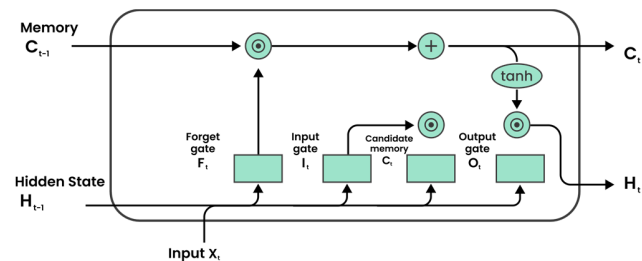 Memory
C t-1
C t
tanh
Forget
gate
F t
Input
gate
I t
Candidate
memory
C t
Output
gate
O t
Hidden State
H t-1
H t
Input X t